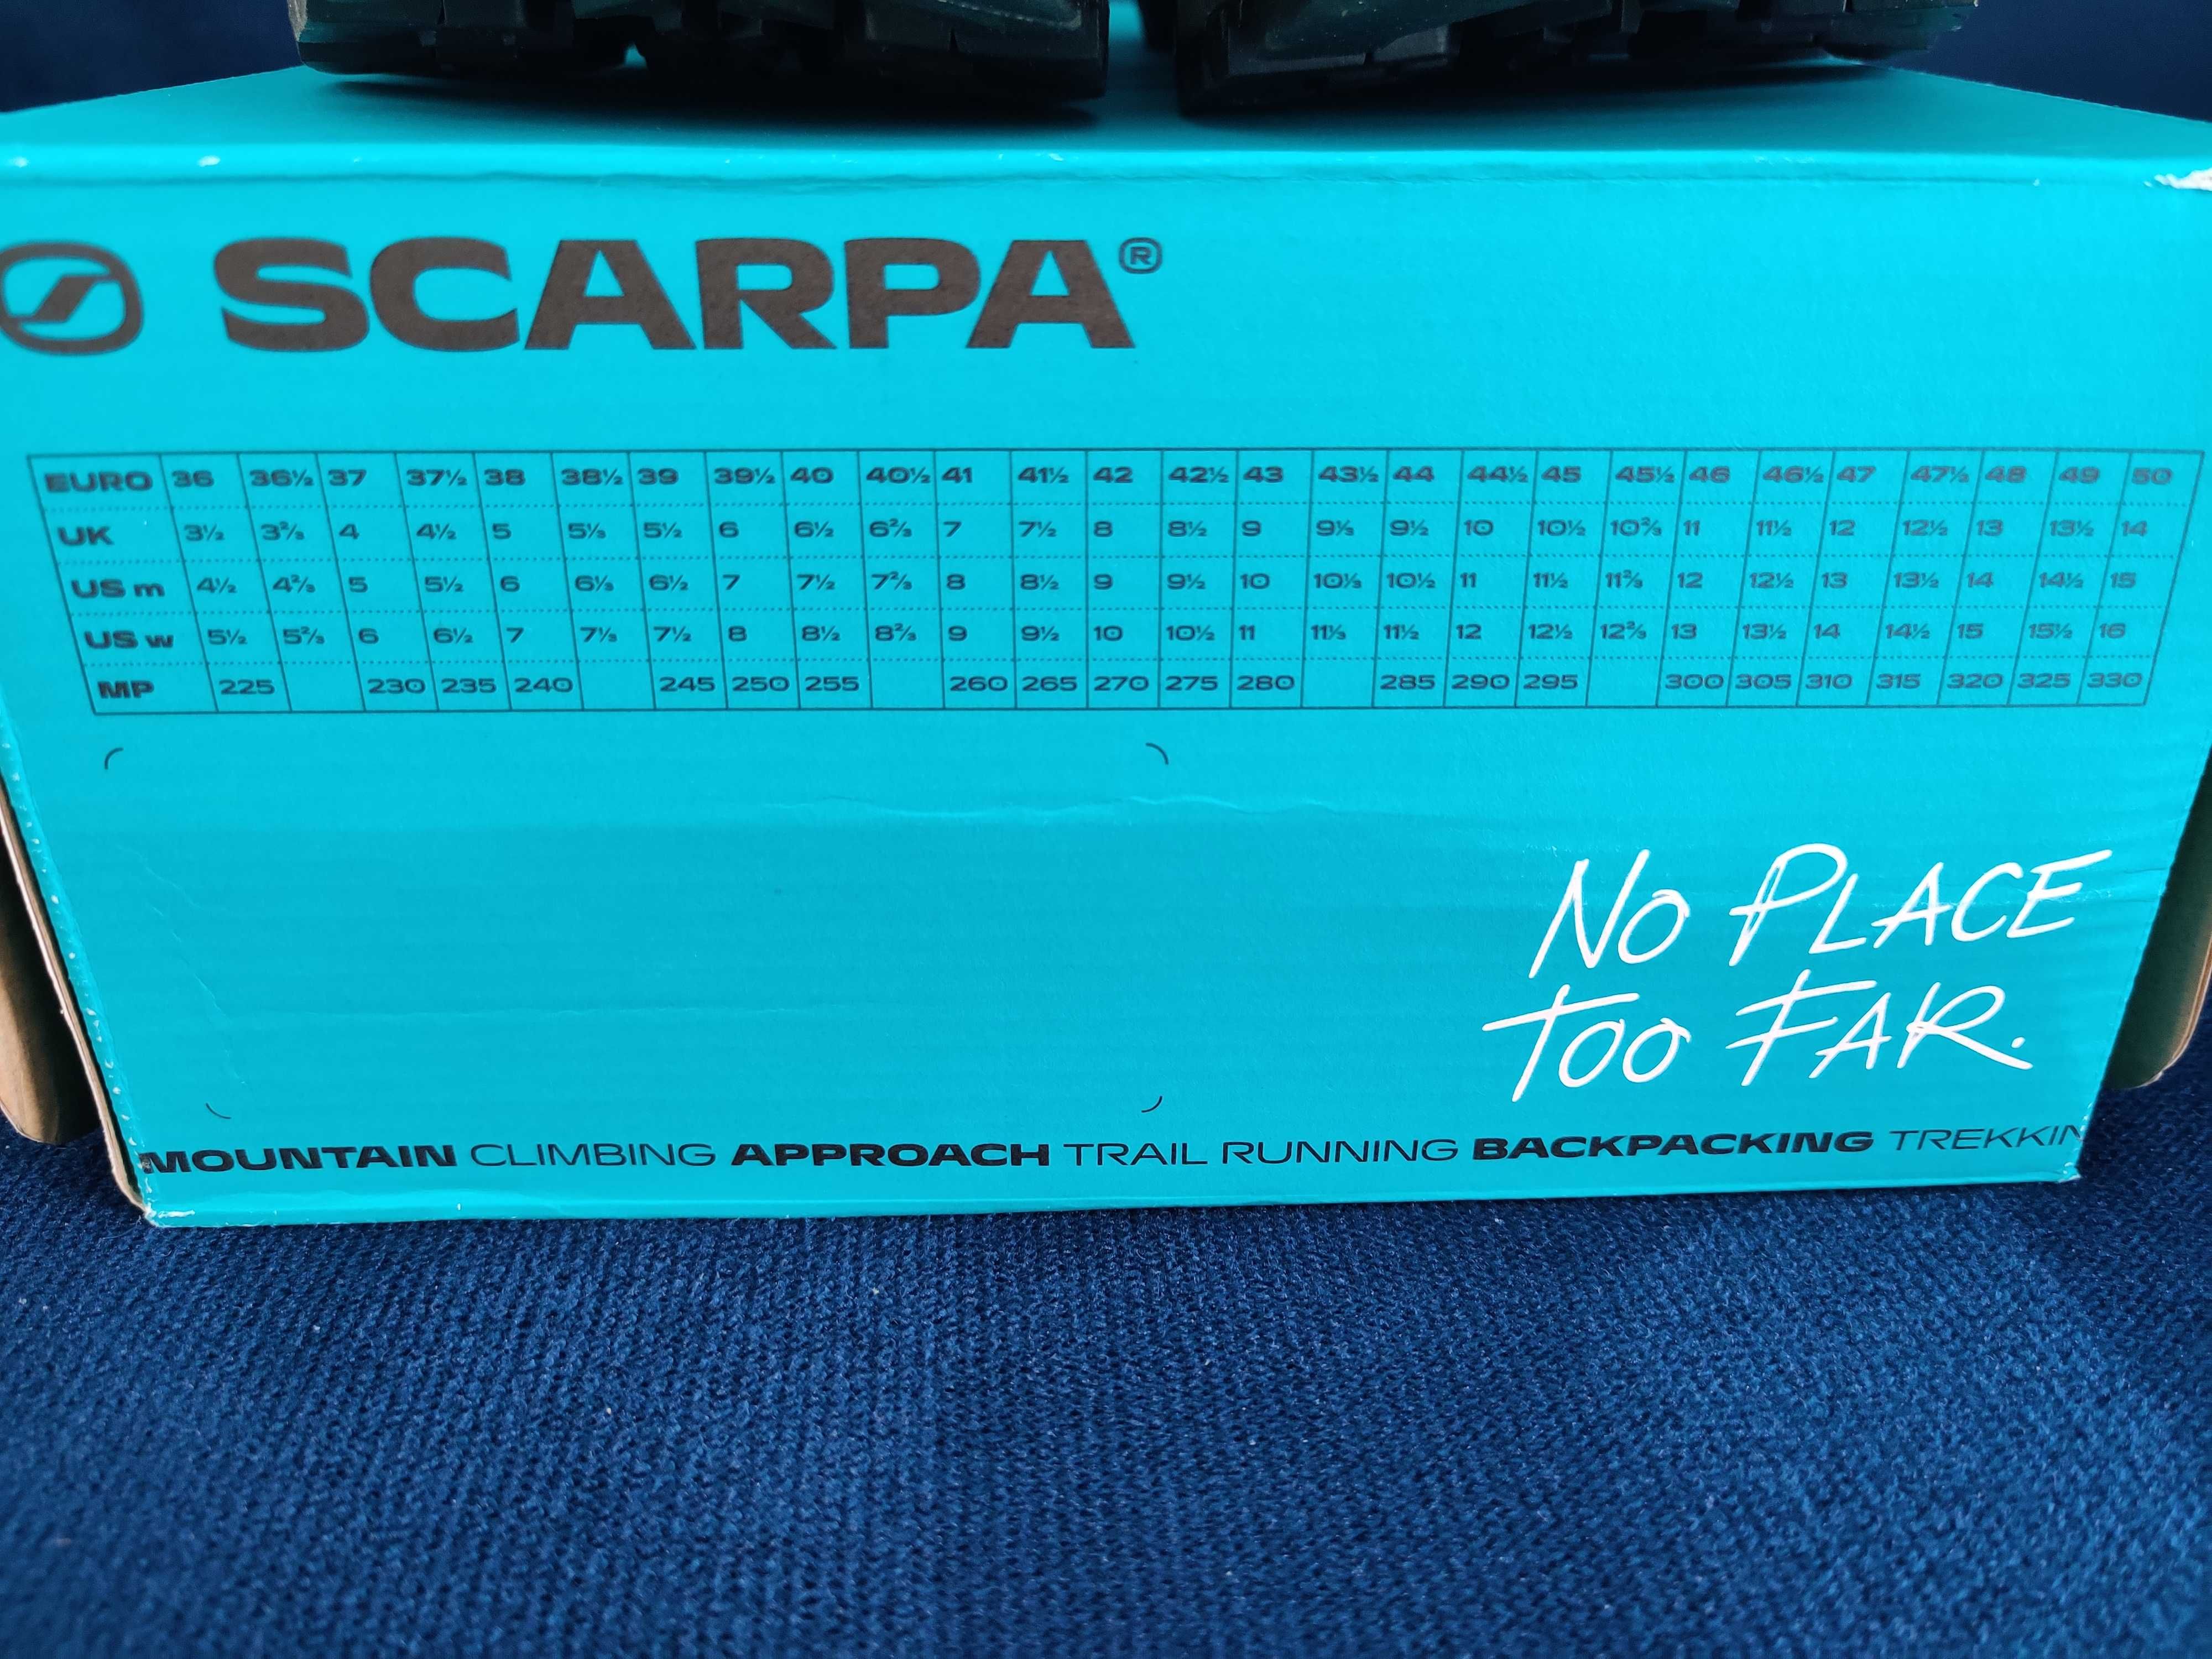 SCARPA®
EURO 36 36½ 37 37½ 38 38½ 39 39½ 40 40½ 41 41½ 42 42½ 43 43½ 44 44½ 45 45½ 46 46½ 47 47½ 48 49 50
UK 3½ 3⅔ 4 4½ 5 5⅓ 5½ 6 6½ 6⅔ 7 7½ 8 8½ 9 9⅓ 9½ 10 10½ 10⅔ 11 11½ 12 12½ 13 13½ 14
US m 4½ 4⅔ 5 5½ 6 6⅓ 6½ 7 7½ 7⅔ 8 8½ 9 9½ 10 10⅓ 10½ 11 11½ 11⅔ 12 12½ 13 13½ 14 14½ 15
US w 5½ 5⅔ 6 6½ 7 7⅓ 7½ 8 8½ 8⅔ 9 9½ 10 10½ 11 11⅓ 11½ 12 12½ 12⅔ 13 13½ 14 14½ 15 15½ 16
MP 225 230 235 240 245 250 255 260 265 270 275 280 285 290 295 300 305 310 315 320 325 330
NO PLACE
TOO FAR.
MOUNTAIN CLIMBING APPROACH TRAIL RUNNING BACKPACKING TREKKIN